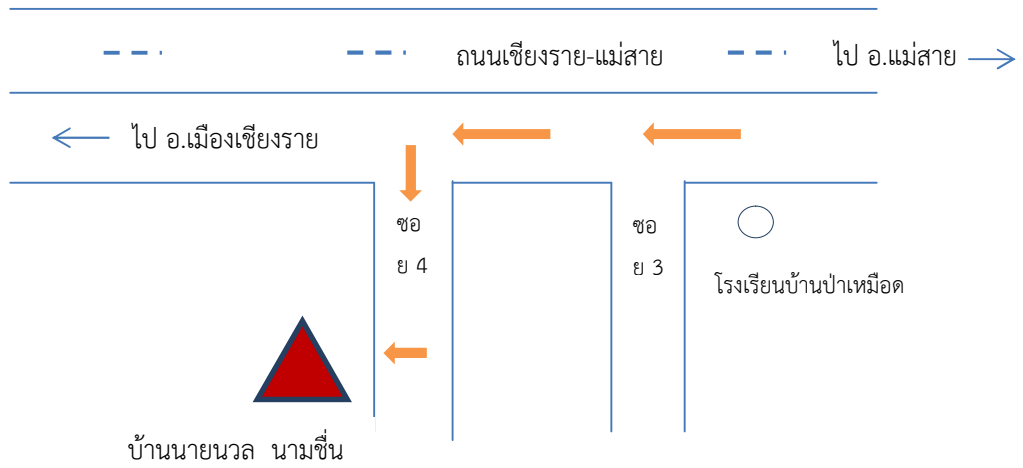 ถนนเชียงราย-แม่สาย
ไป อ.แม่สาย
ไป อ.เมืองเชียงราย
ซอ
ย 4
ซอ
ย 3
โรงเรียนบ้านป่าเหมือด
บ้านนายนวล นามชื่น